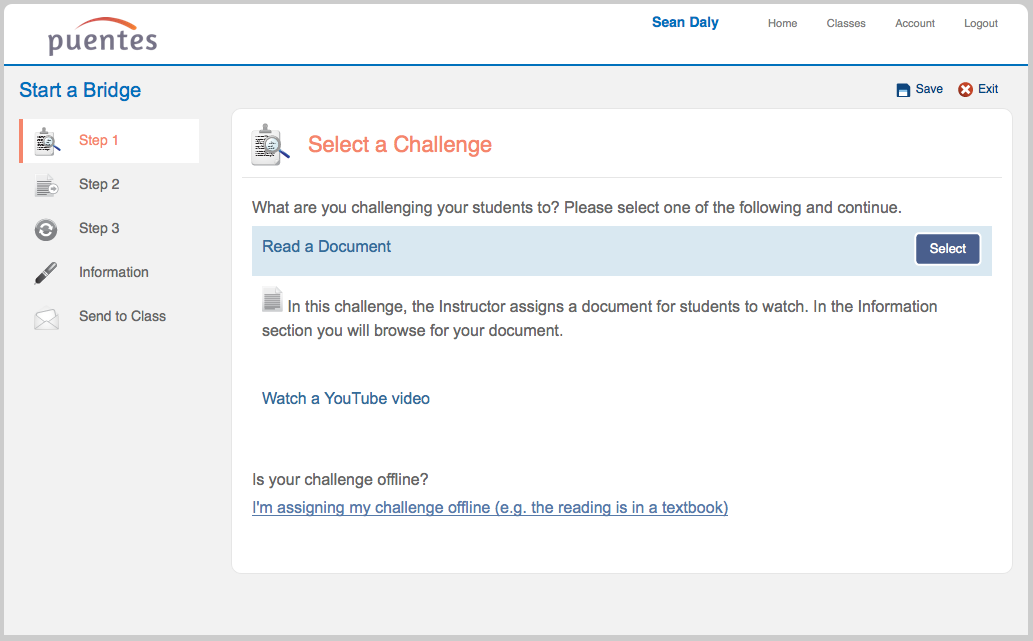 puentes
Sean Daly
Home
Classes
Account
Logout
Start a Bridge
Save
Exit
Step 1
Step 2
Step 3
Information
Send to Class
Select a Challenge
What are you challenging your students to? Please select one of the following and continue.
Read a Document
Select
In this challenge, the Instructor assigns a document for students to watch. In the Information
section you will browse for your document.
Watch a YouTube video
Is your challenge offline?
I'm assigning my challenge offline (e.g. the reading is in a textbook)